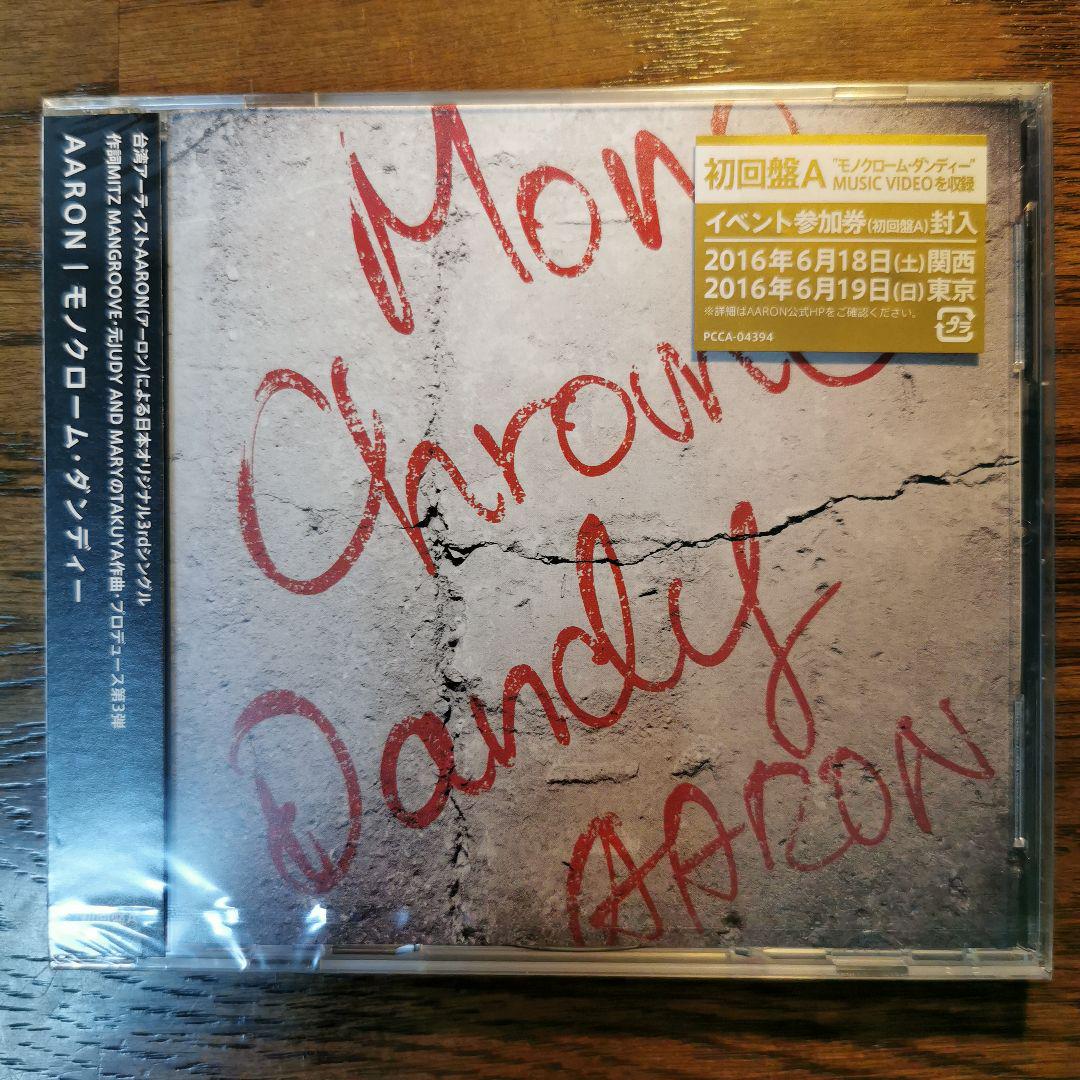 台湾アーティストAARON(アーロン)による日本オリジナル3rdシングル
作詞MITZ MANGROOVE・元JUDY AND MARYのTAKUYA作曲・プロデュース第3弾
AARON | モノクローム・ダンディー
初回盤A
Mono
Chrome
Dandy
AARON
初回盤A "モノクローム・ダンディー"
MUSIC VIDEOを収録
イベント参加券(初回盤A)封入
2016年6月18日(土)関西
2016年6月19日(日)東京
※詳細はAARON公式HPをご確認ください。
PCCA-04394
プラ